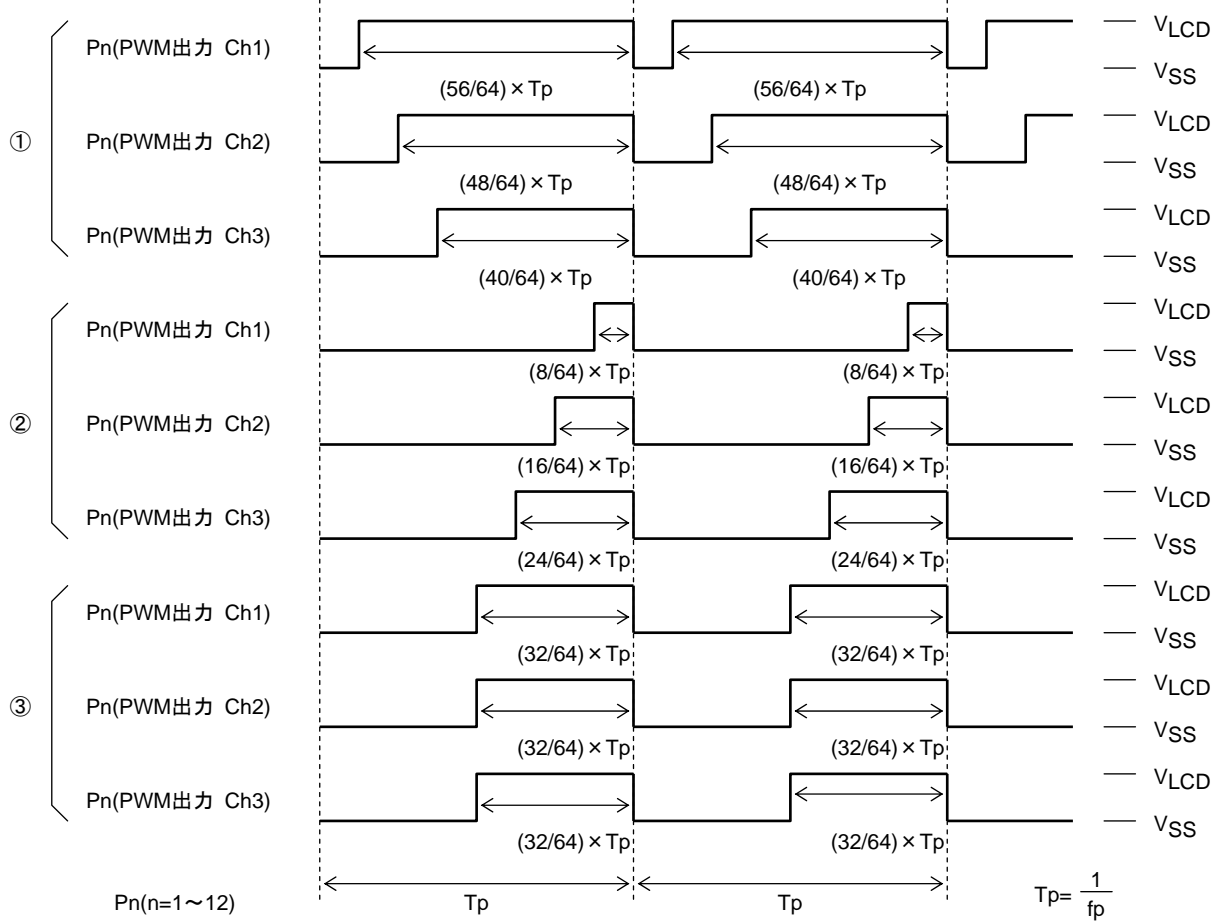 Pn(PWM出力 Ch1) VLCD
VSS
(56/64)×Tp (56/64)×Tp
① Pn(PWM出力 Ch2) VLCD
VSS
(48/64)×Tp (48/64)×Tp
Pn(PWM出力 Ch3) VLCD
VSS
(40/64)×Tp (40/64)×Tp
Pn(PWM出力 Ch1) VLCD
VSS
(8/64)×Tp (8/64)×Tp
② Pn(PWM出力 Ch2) VLCD
VSS
(16/64)×Tp (16/64)×Tp
Pn(PWM出力 Ch3) VLCD
VSS
(24/64)×Tp (24/64)×Tp
Pn(PWM出力 Ch1) VLCD
VSS
(32/64)×Tp (32/64)×Tp
③ Pn(PWM出力 Ch2) VLCD
VSS
(32/64)×Tp (32/64)×Tp
Pn(PWM出力 Ch3) VLCD
VSS
(32/64)×Tp (32/64)×Tp
Pn(n=1～12) Tp Tp Tp= 1
fp